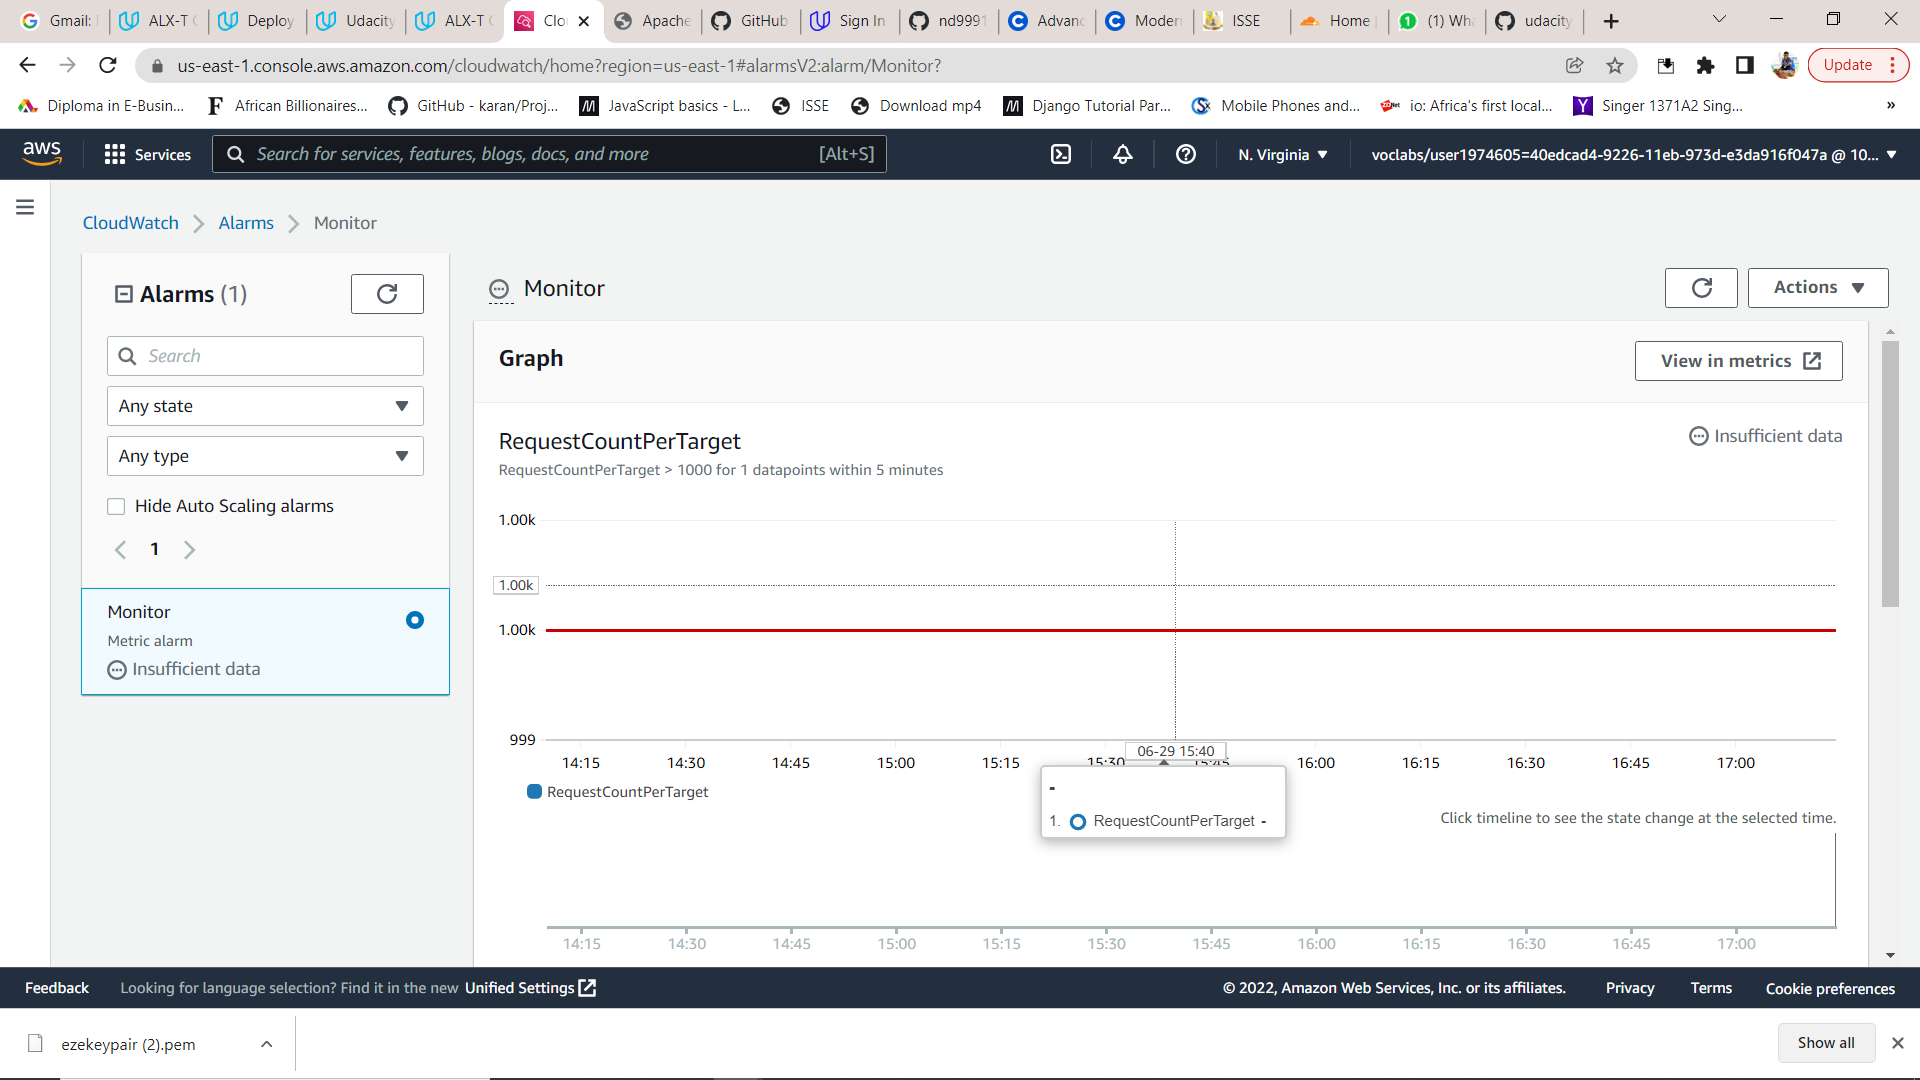 Gmail:
ALX-T
Deploy
Udacity
ALX-T
Clo
Apache
GitHub
Sign In
nd9991
Advanc
Modern
ISSE
Home
(1) Wha
udacity
us-east-1.console.aws.amazon.com/cloudwatch/home?region=us-east-1#alarmsV2:alarm/Monitor?
Update
Diploma in E-Busin...
African Billionaires...
GitHub - karan/Proj...
JavaScript basics - L...
ISSE
Download mp4
Django Tutorial Par...
Mobile Phones and...
io: Africa's first local...
Singer 1371A2 Sing...
»
aws
Services
Search for services, features, blogs, docs, and more
[Alt+S]
N. Virginia
voclabs/user1974605=40edcad4-9226-11eb-973d-e3da916f047a @ 10...
CloudWatch
Alarms
Monitor
Alarms (1)
Search
Any state
Any type
Hide Auto Scaling alarms
1
Monitor
Metric alarm
Insufficient data
Monitor
Actions
Graph
View in metrics
RequestCountPerTarget
Insufficient data
RequestCountPerTarget > 1000 for 1 datapoints within 5 minutes
1.00k
1.00k
1.00k
999
06-29 15:40
14:15 14:30 14:45 15:00 15:15 15:30 15:45 16:00 16:15 16:30 16:45 17:00
RequestCountPerTarget
-
1. RequestCountPerTarget -
Click timeline to see the state change at the selected time.
14:15 14:30 14:45 15:00 15:15 15:30 15:45 16:00 16:15 16:30 16:45 17:00
Feedback
Looking for language selection? Find it in the new Unified Settings
© 2022, Amazon Web Services, Inc. or its affiliates.
Privacy
Terms
Cookie preferences
ezekeypair (2).pem
Show all